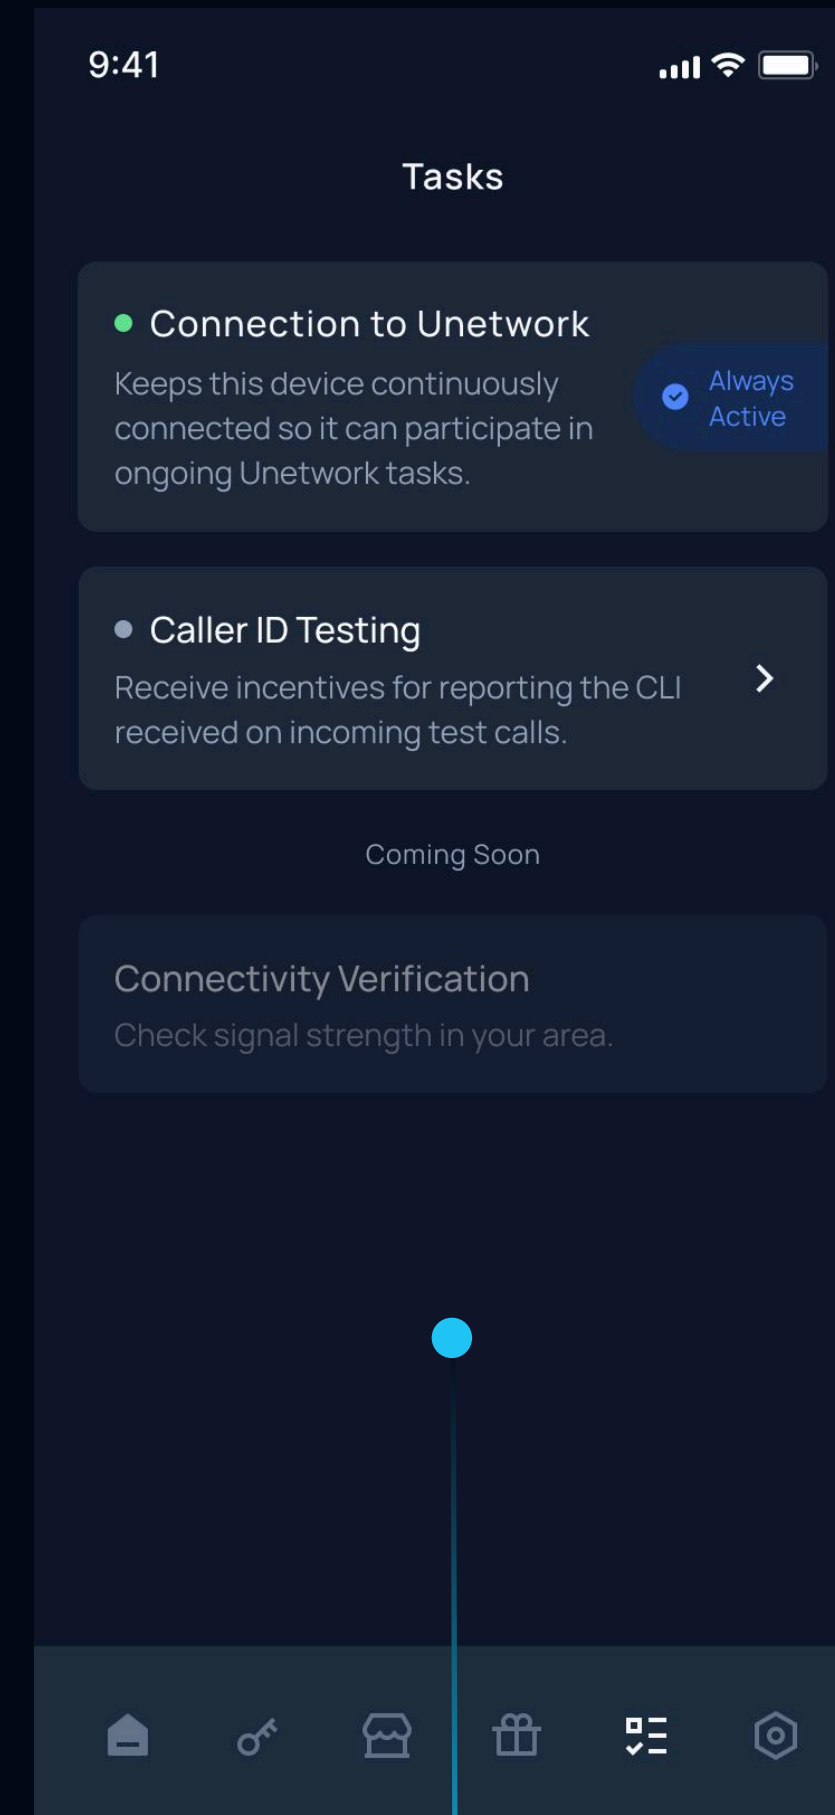 9:41
Tasks
Connection to Unetwork
Keeps this device continuously
connected so it can participate in
ongoing Unetwork tasks.
Always
Active
Caller ID Testing
Receive incentives for reporting the CLI
received on incoming test calls.
Coming Soon
Connectivity Verification
Check signal strength in your area.